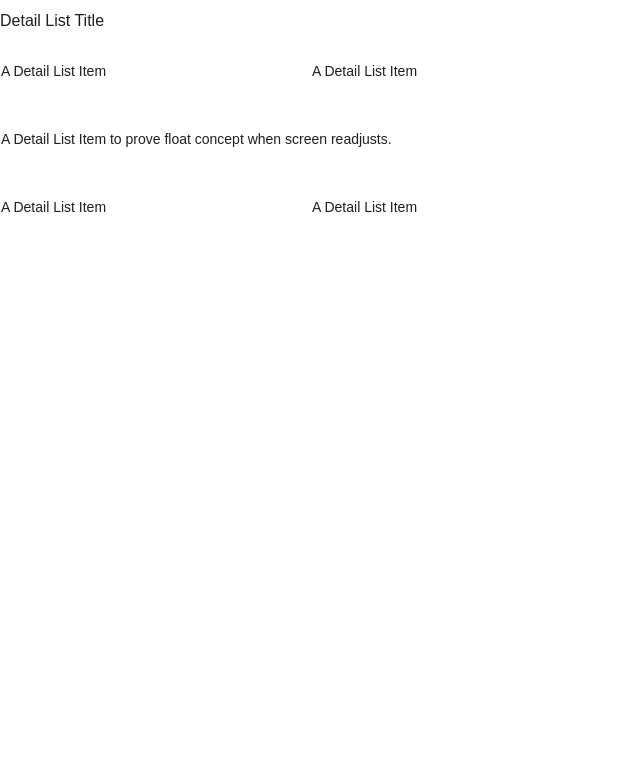 Detail List Title
A Detail List Item
A Detail List Item
A Detail List Item to prove float concept when screen readjusts.
A Detail List Item
A Detail List Item